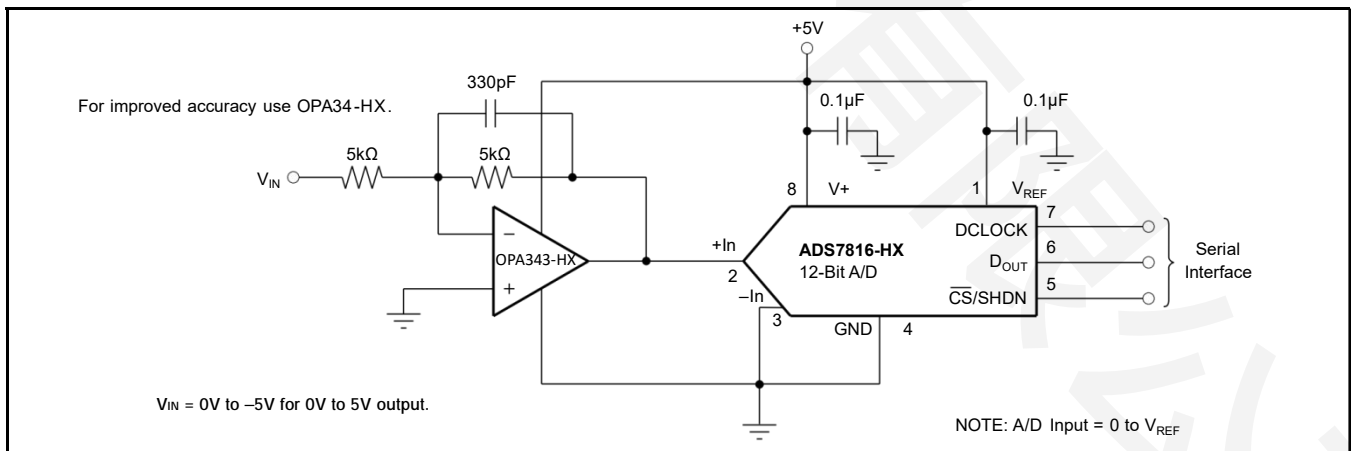 +5V
330pF
For improved accuracy use OPA34-HX.
0.1µF
0.1µF
5kΩ
5kΩ
VIN
8
V+
1
VREF
7
DCLOCK
+In
ADS7816-HX
6
Serial
OPA343-HX
12-Bit A/D
DOUT
Interface
2
5
–In
CS/SHDN
3
GND
4
VIN = 0V to –5V for 0V to 5V output.
NOTE: A/D Input = 0 to VREF
−
+